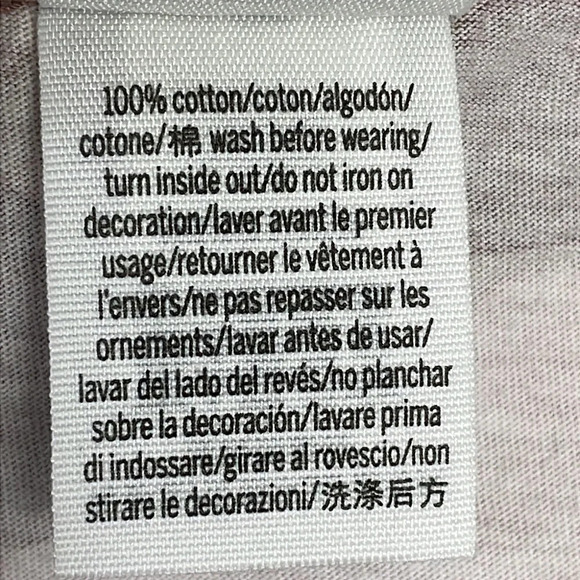 100% cotton/coton/algodón/
cotone/棉 wash before wearing/
turn inside out/do not iron on
decoration/laver avant le premier
usage/retourner le vêtement à
l'envers/ne pas repasser sur les
ornements/lavar antes de usar/
lavar del lado del revés/no planchar
sobre la decoración/lavare prima
di indossare/girare al rovescio/non
stirare le decorazioni/洗涤后方